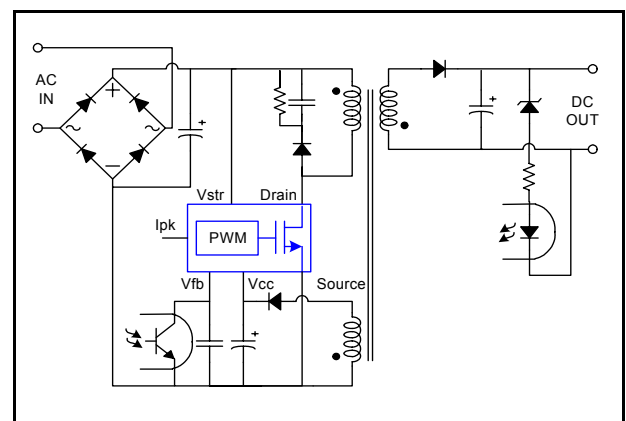 AC
IN
+
~
~
−
+
+
DC
OUT
Vstr
Drain
Ipk
PWM
Vfb
Vcc
Source
+